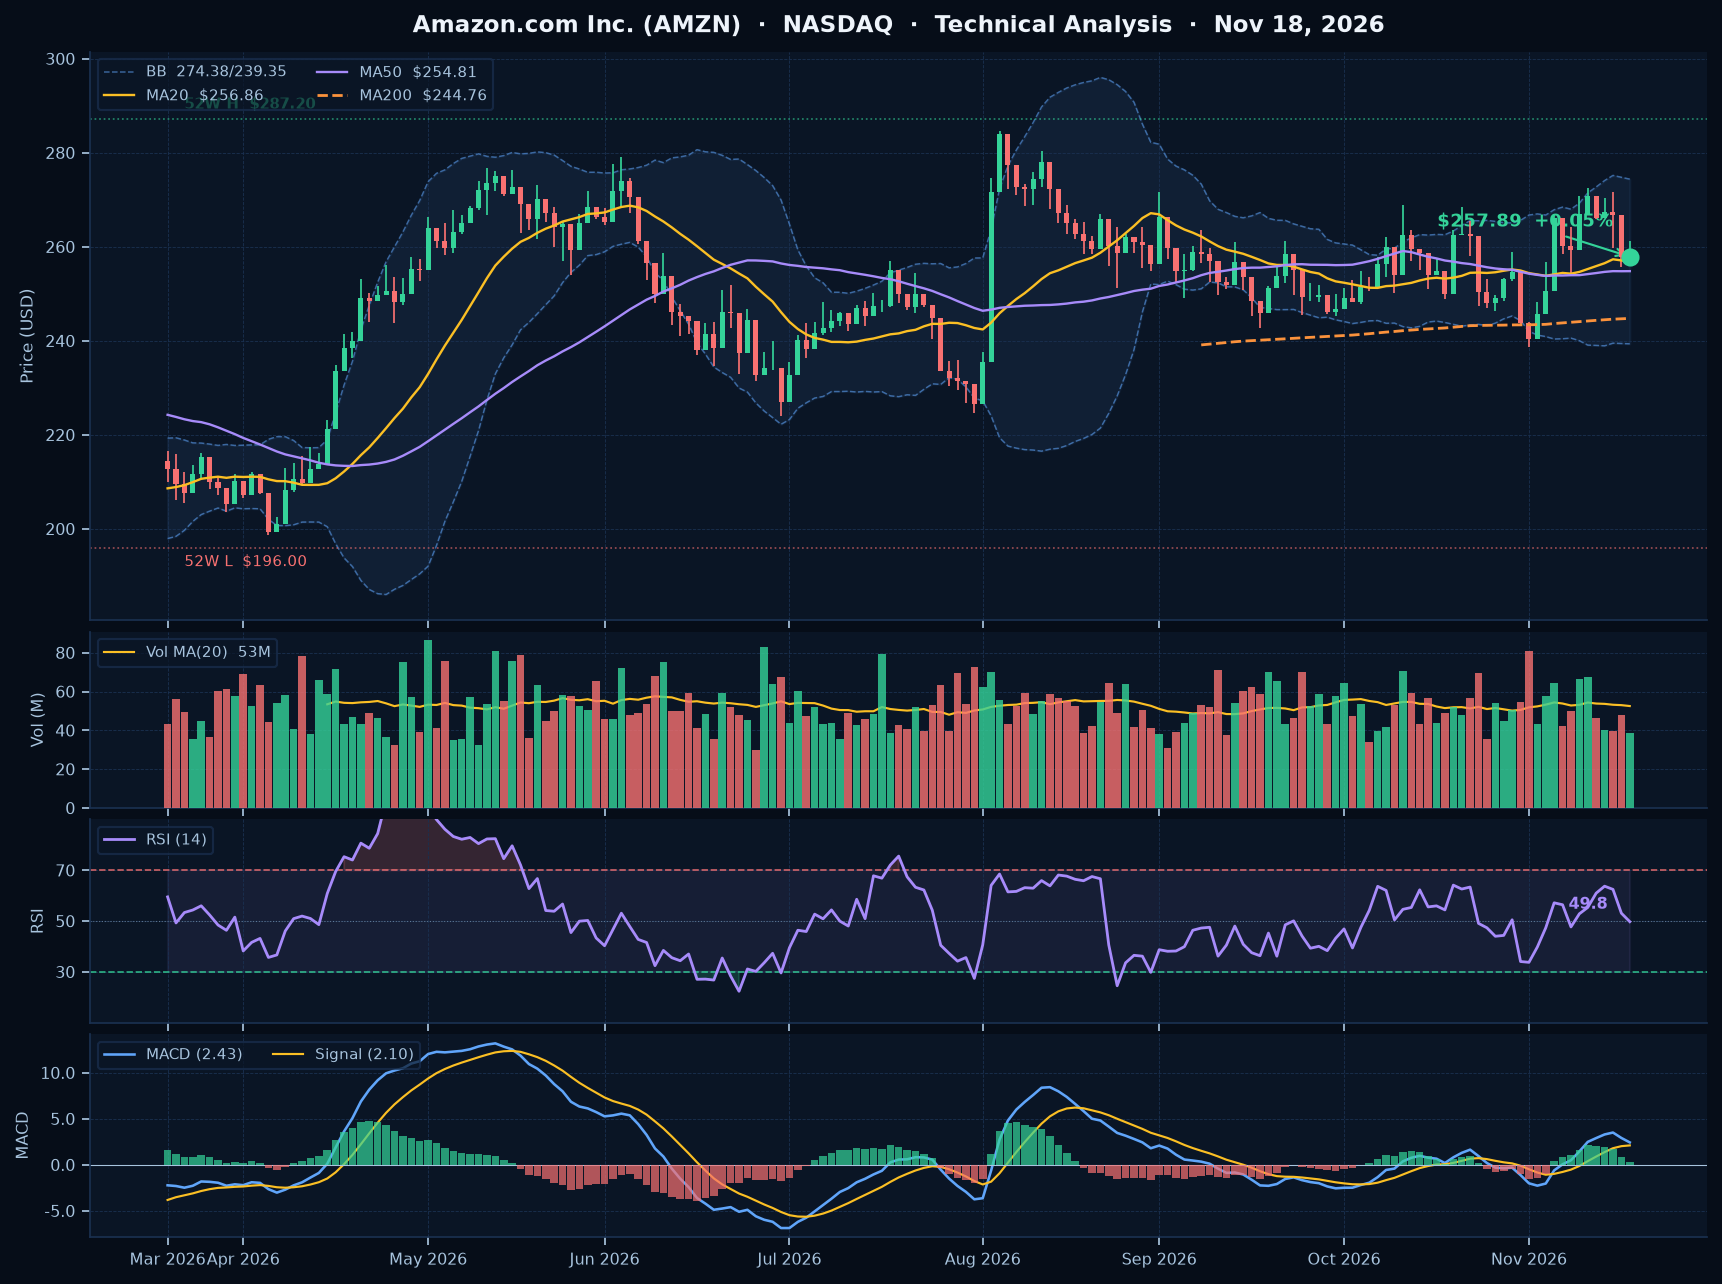 Amazon.com Inc. (AMZN)  ·  NASDAQ  ·  Technical Analysis  ·  Nov 18, 2026
BB  274.38/239.35
MA20  $256.86
MA50  $254.81
MA200  $244.76
52W H  $287.20
300
280
260
240
220
200
Price (USD)
$257.89  +0.05%
52W L  $196.00
Vol MA(20)  53M
80
60
40
20
0
Vol (M)
RSI (14)
70
50
30
RSI
49.8
MACD (2.43)
Signal (2.10)
10.0
5.0
0.0
-5.0
MACD
Mar 2026
Apr 2026
May 2026
Jun 2026
Jul 2026
Aug 2026
Sep 2026
Oct 2026
Nov 2026